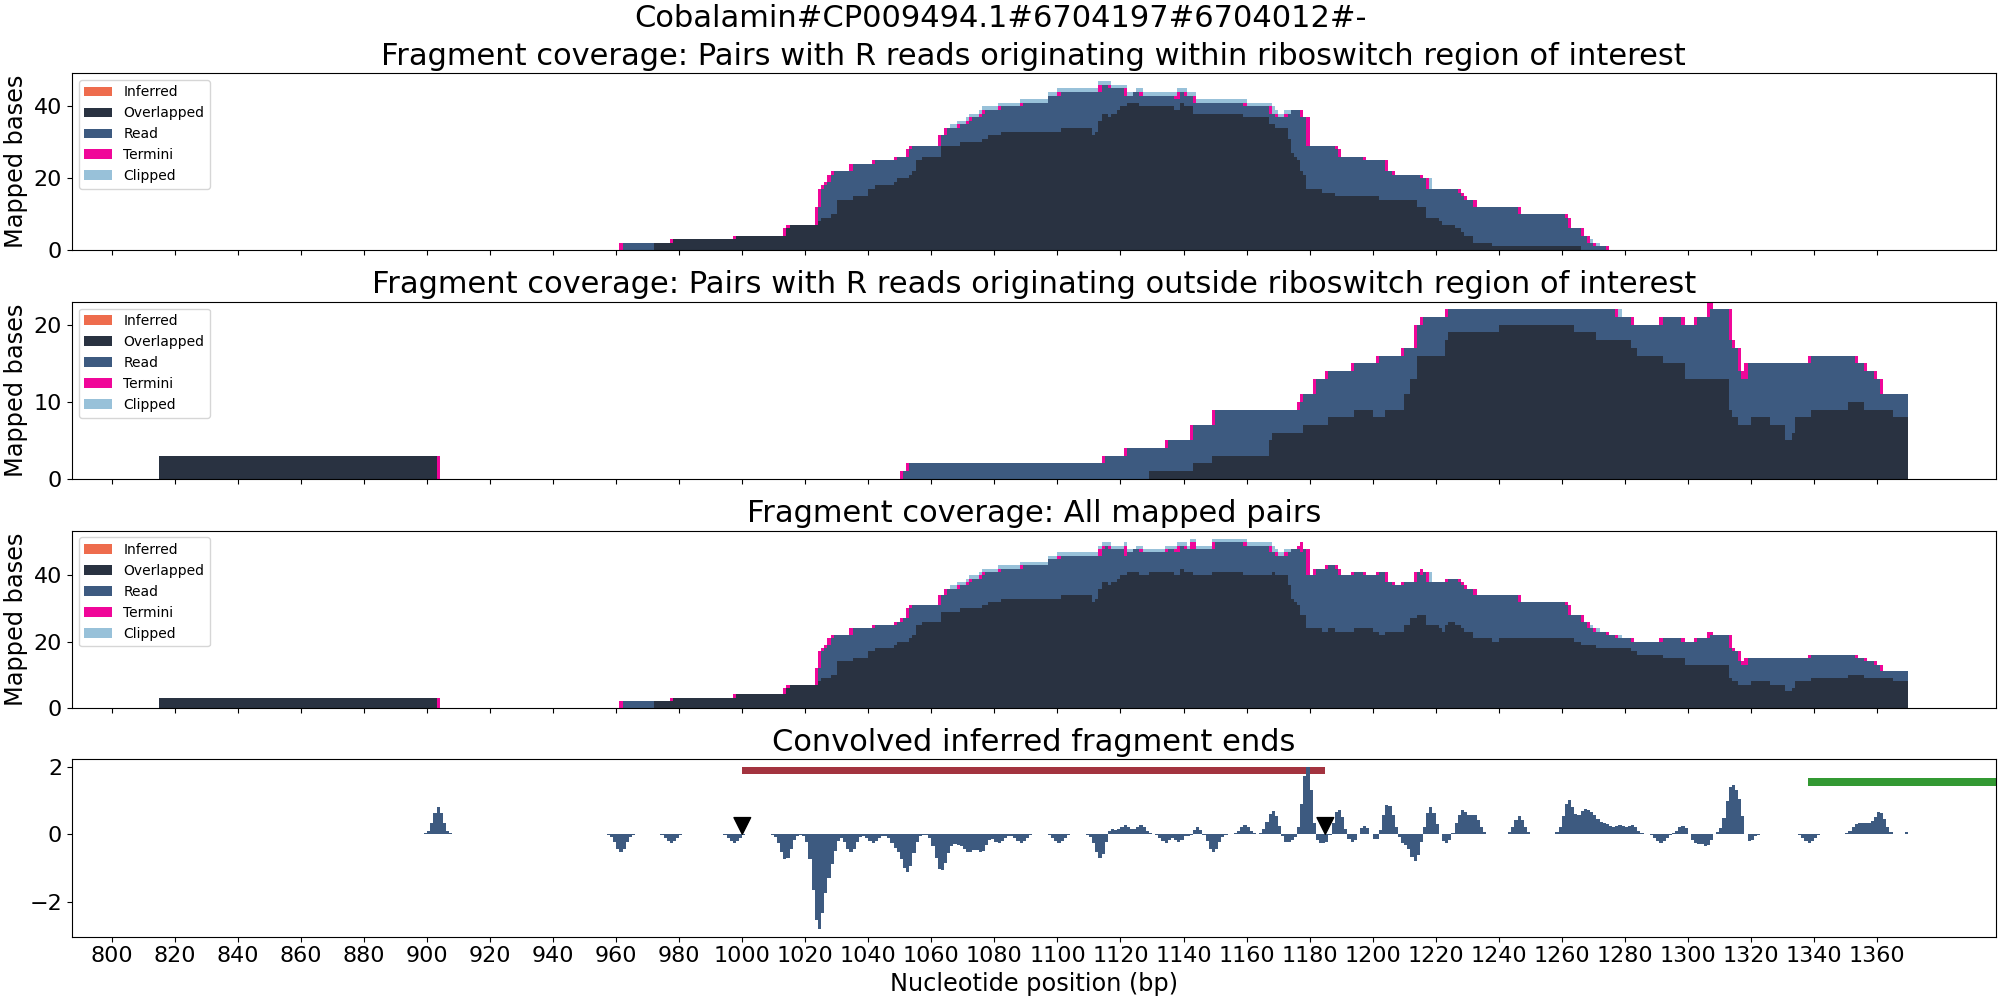 Cobalamin#CP009494.1#6704197#6704012#-
Fragment coverage: Pairs with R reads originating within riboswitch region of interest
Mapped bases
40
20
0
Inferred
Overlapped
Read
Termini
Clipped
Fragment coverage: Pairs with R reads originating outside riboswitch region of interest
Mapped bases
20
10
0
Inferred
Overlapped
Read
Termini
Clipped
Fragment coverage: All mapped pairs
Mapped bases
40
20
0
Inferred
Overlapped
Read
Termini
Clipped
Convolved inferred fragment ends
2
0
−2
800 820 840 860 880 900 920 940 960 980 1000 1020 1040 1060 1080 1100 1120 1140 1160 1180 1200 1220 1240 1260 1280 1300 1320 1340 1360
Nucleotide position (bp)